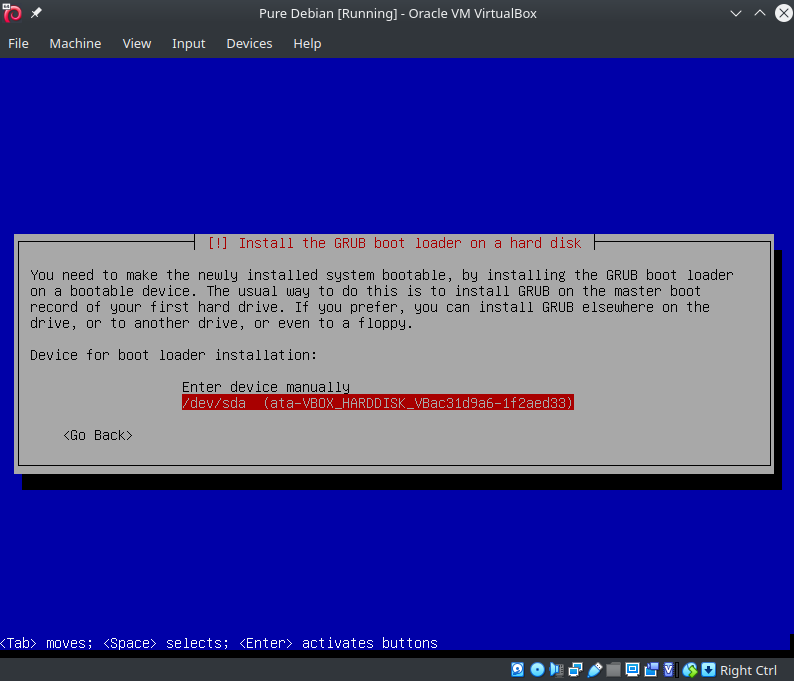 Pure Debian [Running] - Oracle VM VirtualBox
File Machine View Input Devices Help
[!] Install the GRUB boot loader on a hard disk
You need to make the newly installed system bootable, by installing the GRUB boot loader
on a bootable device. The usual way to do this is to install GRUB on the master boot
record of your first hard drive. If you prefer, you can install GRUB elsewhere on the
drive, or to another drive, or even to a floppy.
Device for boot loader installation:
Enter device manually
/dev/sda  (ata-VBOX_HARDDISK_VBac31d9a6-1f2aed33)
<Go Back>
<Tab> moves; <Space> selects; <Enter> activates buttons
Right Ctrl